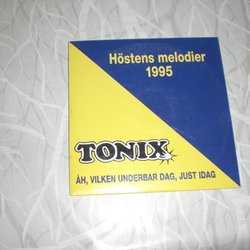 Höstens melodier
1995
TONIX
ÅH, VILKEN UNDERBAR DAG, JUST IDAG